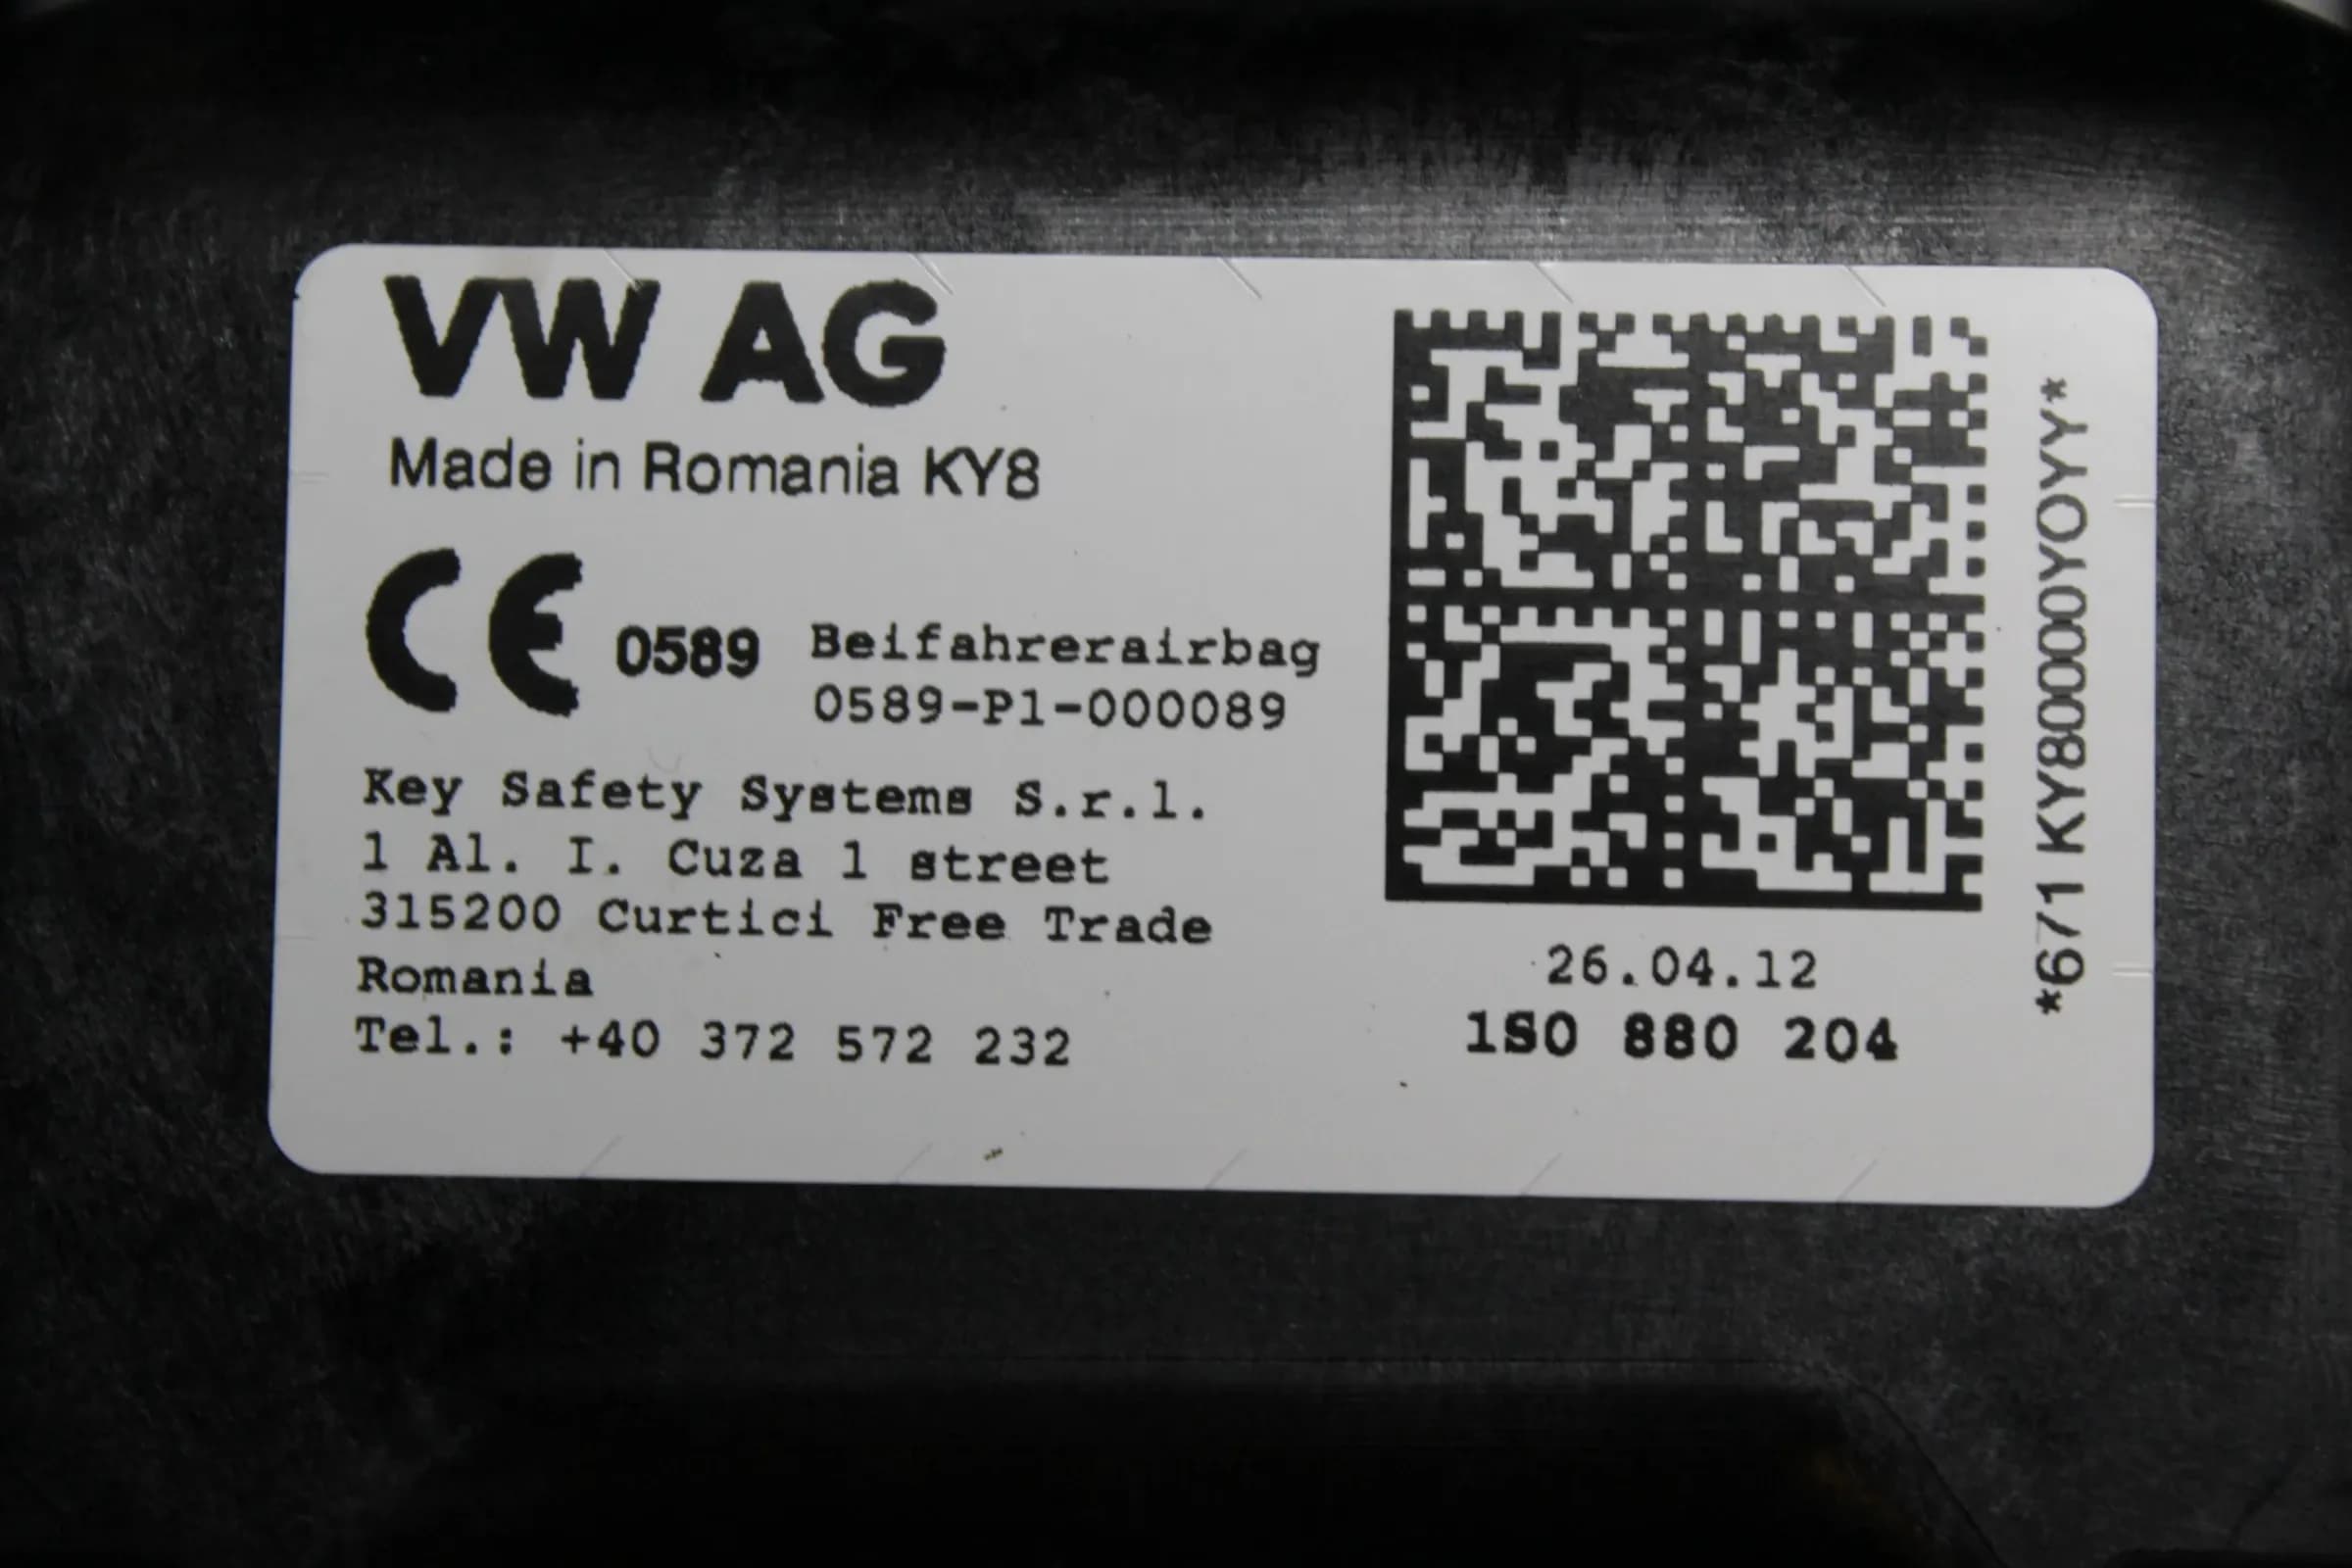 VW AG
Made in Romania KY8
CE 0589 Beifahrerairbag
0589-P1-000089
Key Safety Systems S.r.l.
1 Al. I. Cuza 1 street
315200 Curtici Free Trade
Romania
Tel.: +40 372 572 232
26.04.12
1S0 880 204
*671 KY80000YOYY*